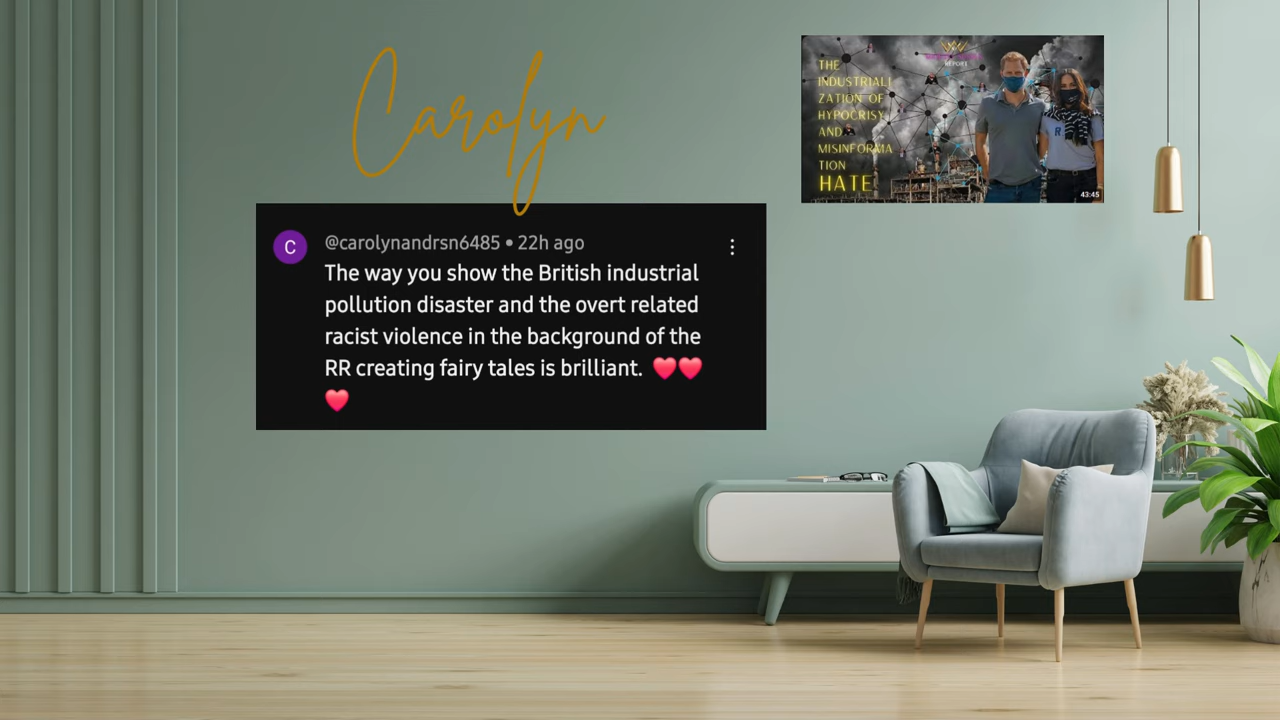 Carolyn
C
@carolynandrsn6485 • 22h ago
The way you show the British industrial
pollution disaster and the overt related
racist violence in the background of the
RR creating fairy tales is brilliant. ❤️❤️
❤️
THE
INDUSTRIALI
ZATION OF
HYPOCRISY
AND
MISINFORMA
TION
HATE
REPORT
R
43:45